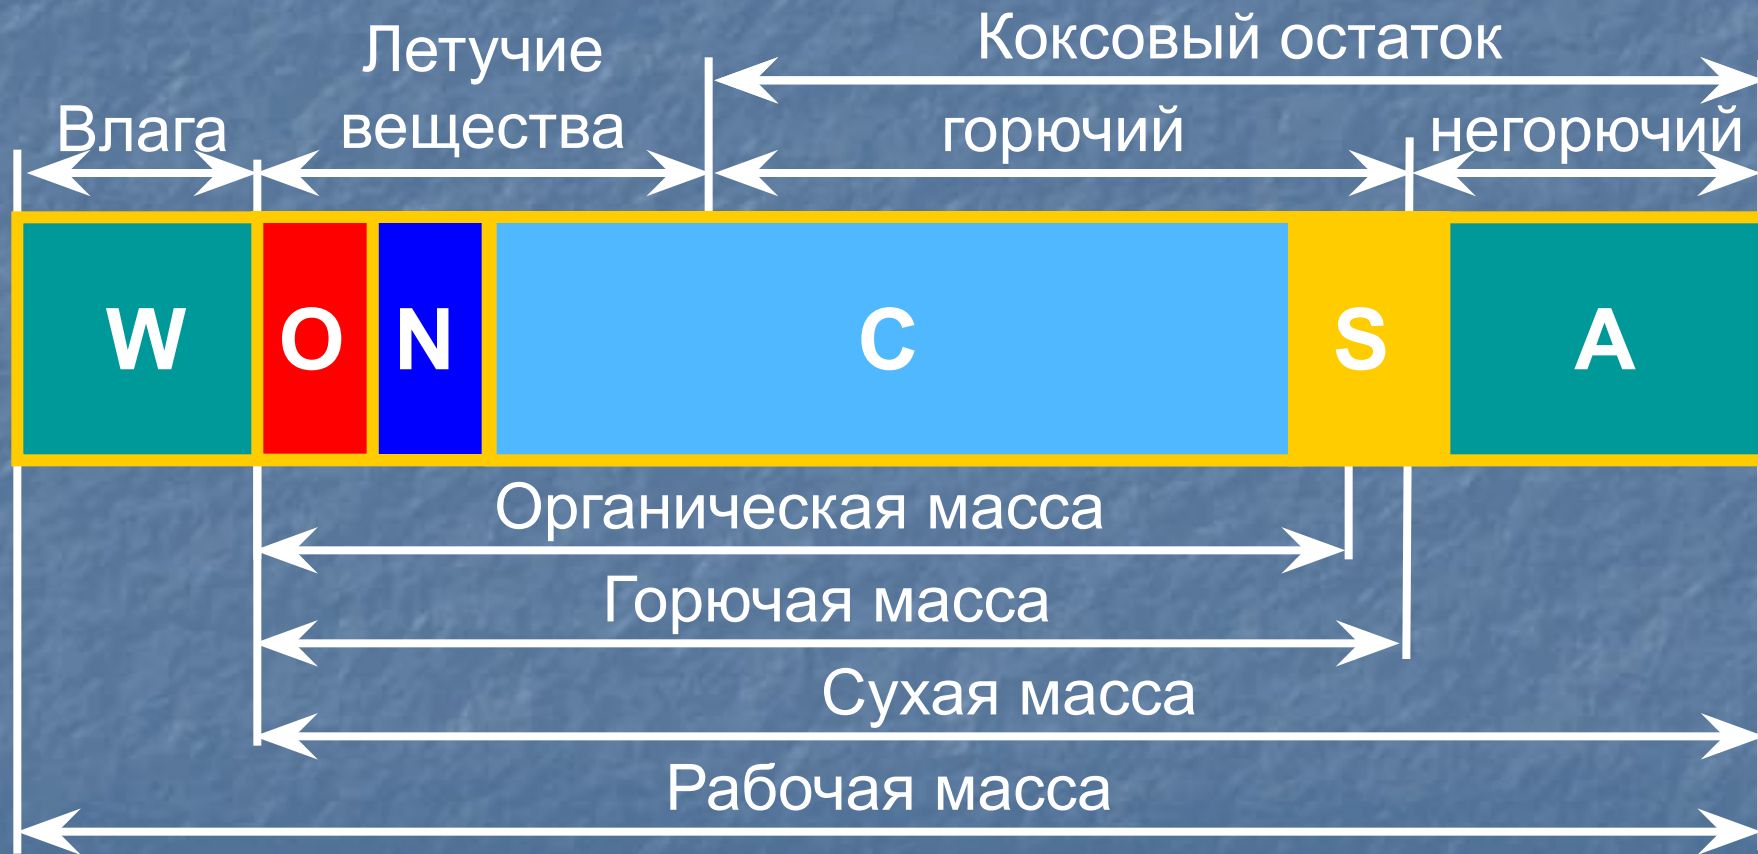 Коксовый остаток
Летучие
вещества
Влага
горючий
негорючий
W O N C S A
Органическая масса
Горючая масса
Сухая масса
Рабочая масса